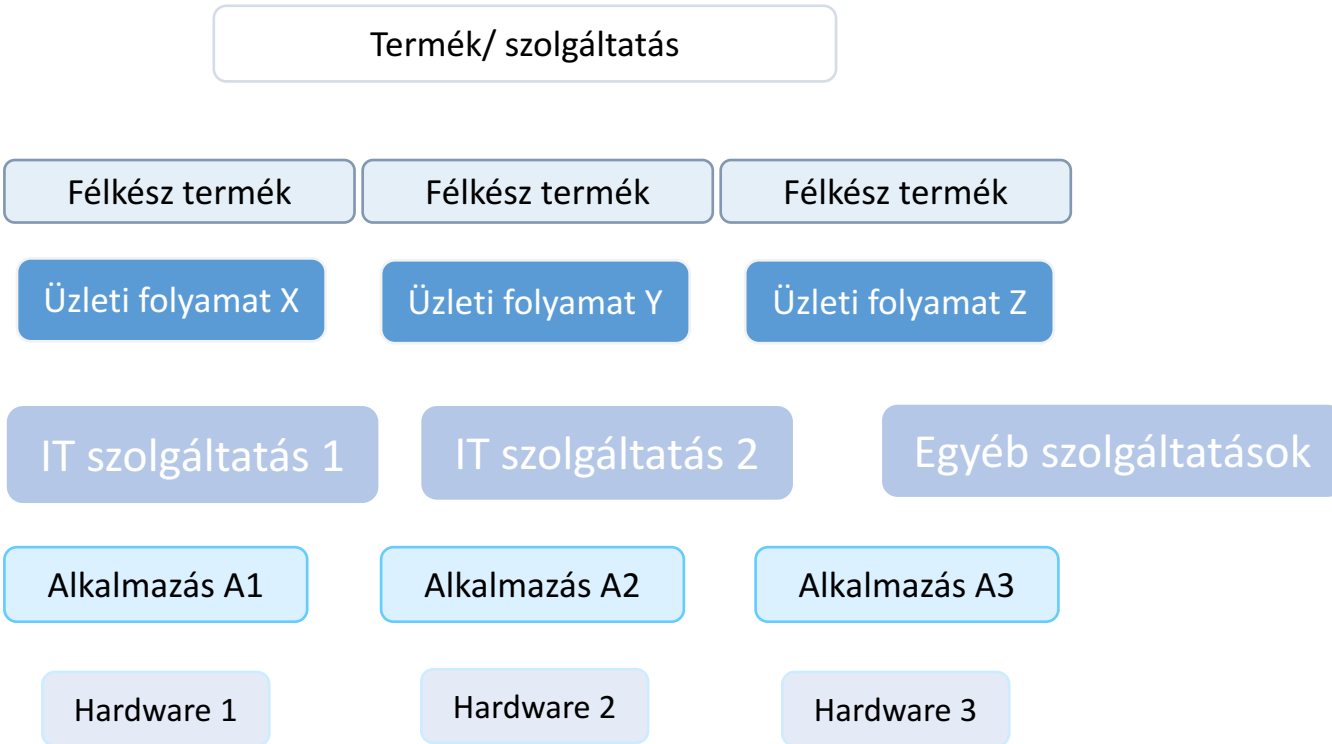 Termék/ szolgáltatás
Félkész termék
Félkész termék
Félkész termék
Üzleti folyamat X
Üzleti folyamat Y
Üzleti folyamat Z
IT szolgáltatás 1
IT szolgáltatás 2
Egyéb szolgáltatások
Alkalmazás A1
Alkalmazás A2
Alkalmazás A3
Hardware 1
Hardware 2
Hardware 3